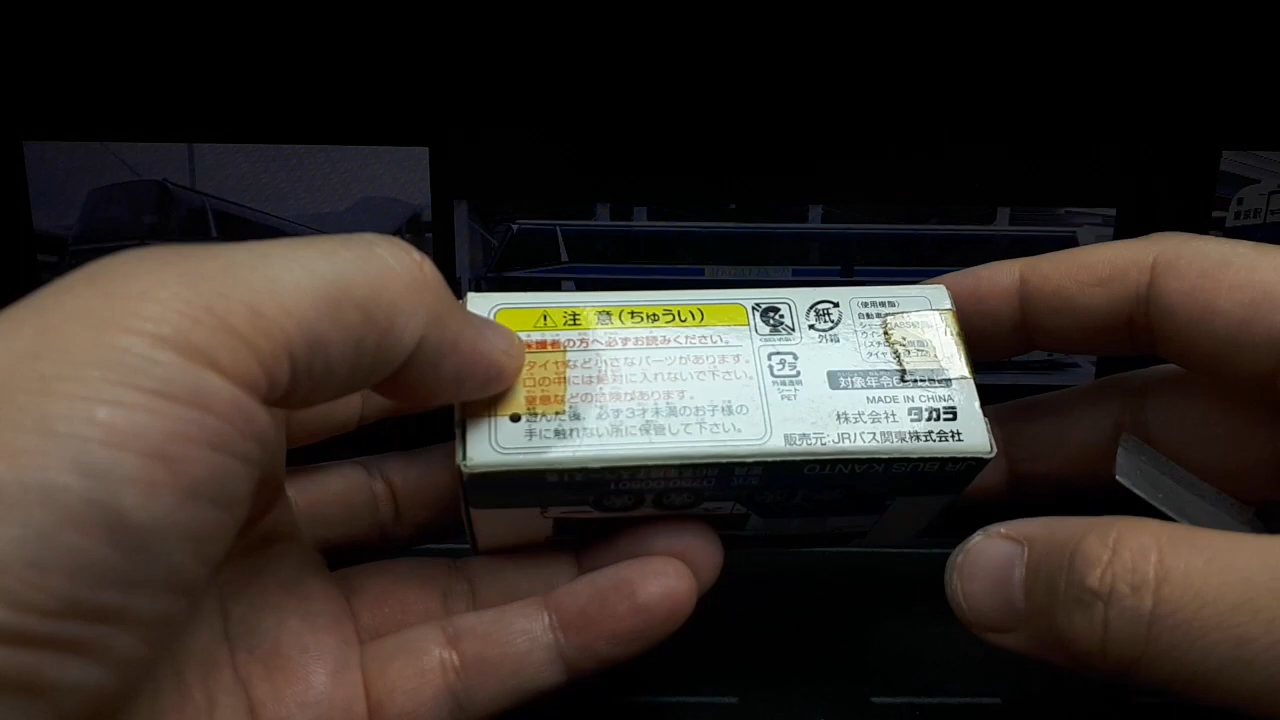 注 意(ちゅうい)
保護者の方へ必ずお読みください。
タイヤなど小さなパーツがあります。
口の中には絶対に入れないで下さい。
窒息などの危険があります。
●遊んだ後、必ず3才未満のお子様の
手に触れない所に保管して下さい。
紙
外箱
プラ
外箱透明
シート
PET
〈使用樹脂〉
対象年令6才以上
MADE IN CHINA
株式会社 タカラ
販売元:JRバス関東株式会社
JR BUS KANTO